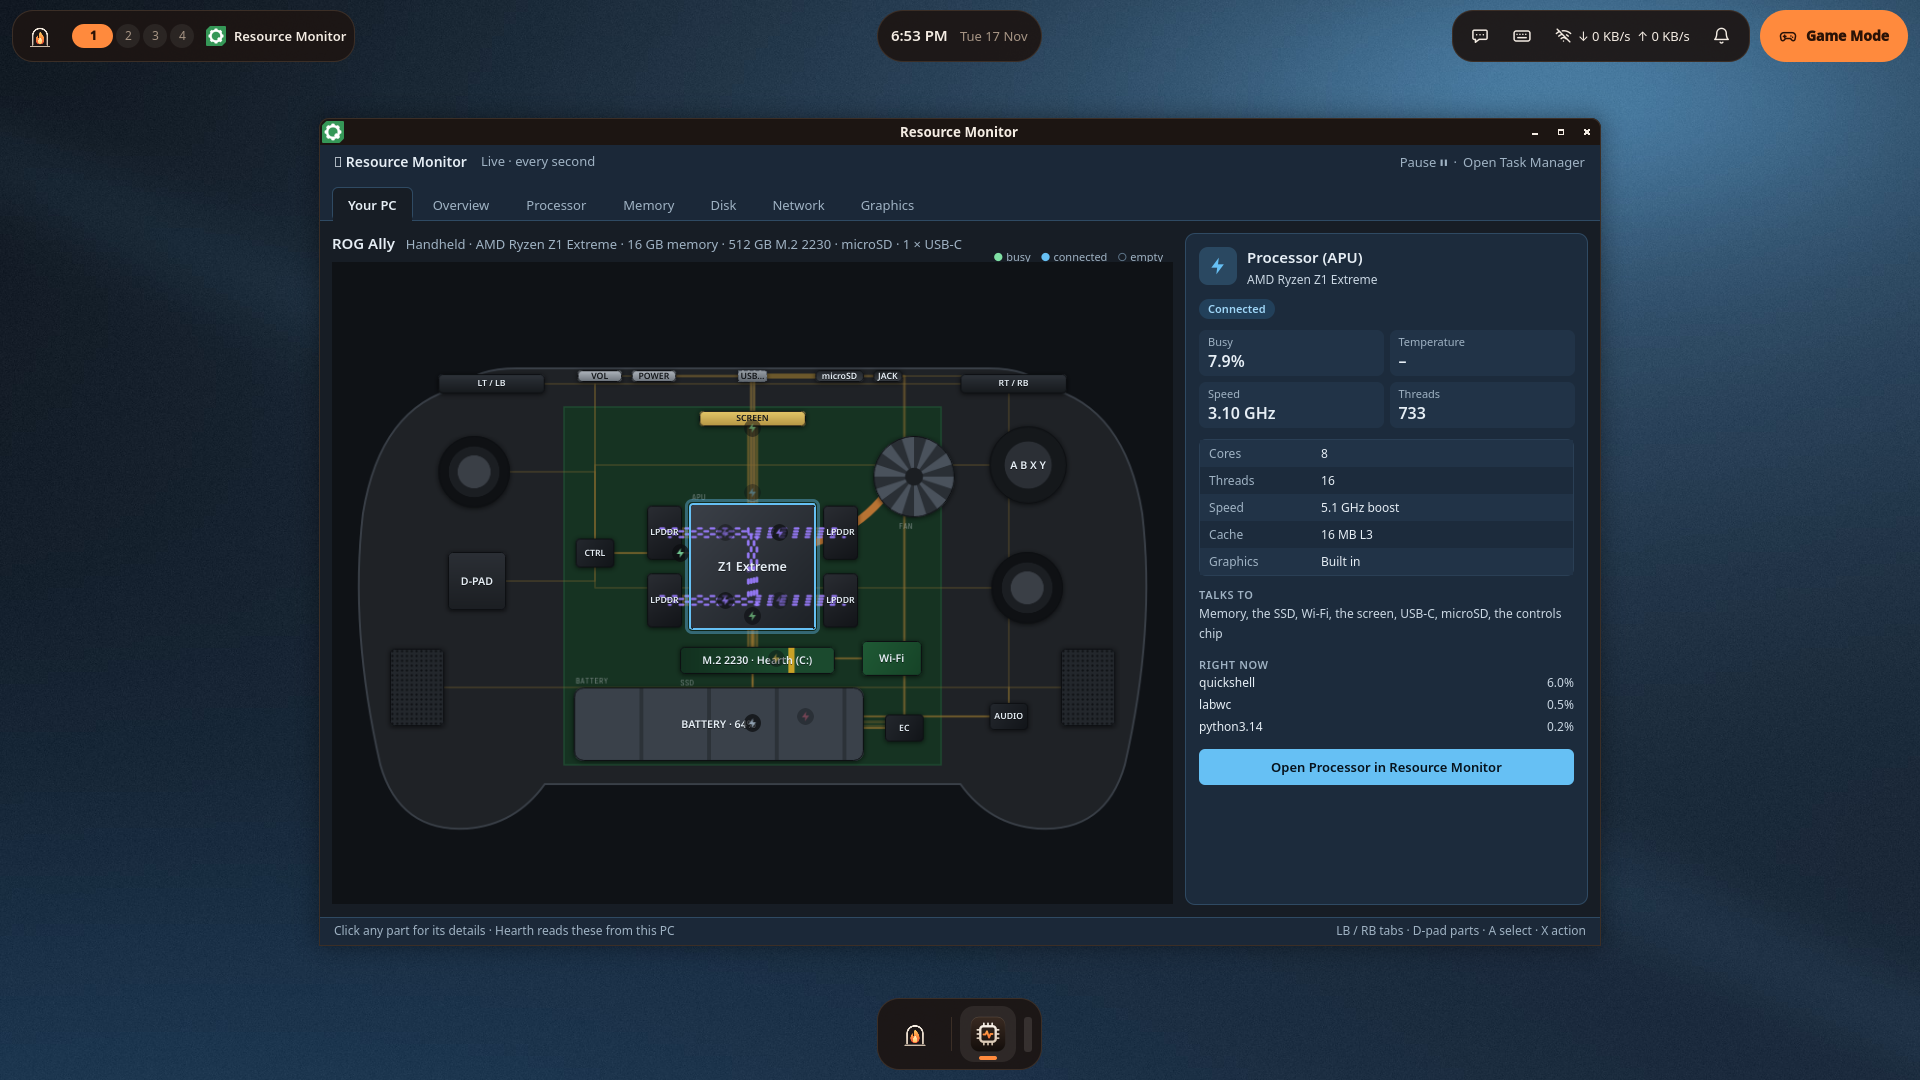 1 2 3 4 Resource Monitor
6:53 PM Tue 17 Nov
↓ 0 KB/s ↑ 0 KB/s
Game Mode
Resource Monitor
Resource Monitor Live · every second
Pause · Open Task Manager
Your PC Overview Processor Memory Disk Network Graphics
ROG Ally Handheld · AMD Ryzen Z1 Extreme · 16 GB memory · 512 GB M.2 2230 · microSD · 1 × USB-C
busy connected empty
LT / LB
VOL
POWER
USB...
microSD
JACK
RT / RB
SCREEN
A B X Y
APU
FAN
LPDDR
LPDDR
CTRL
Z1 Extreme
D-PAD
LPDDR
LPDDR
M.2 2230 · Hearth (C:)
Wi-Fi
BATTERY
SSD
BATTERY · 64
EC
AUDIO
Processor (APU)
AMD Ryzen Z1 Extreme
Connected
Busy
7.9%
Temperature
–
Speed
3.10 GHz
Threads
733
Cores 8
Threads 16
Speed 5.1 GHz boost
Cache 16 MB L3
Graphics Built in
TALKS TO
Memory, the SSD, Wi-Fi, the screen, USB-C, microSD, the controls
chip
RIGHT NOW
quickshell 6.0%
labwc 0.5%
python3.14 0.2%
Open Processor in Resource Monitor
Click any part for its details · Hearth reads these from this PC
LB / RB tabs · D-pad parts · A select · X action